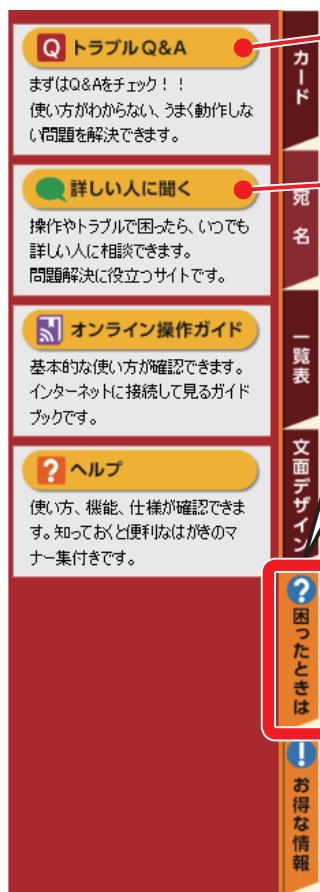 Q トラブルQ&A
まずはQ&Aをチェック！！
使い方がわからない、うまく動作しな
い問題を解決できます。
詳しい人に聞く
操作やトラブルで困ったら、いつでも
詳しい人に相談できます。
問題解決に役立つサイトです。
オンライン操作ガイド
基本的な使い方が確認できます。
インターネットに接続して見るガイド
ブックです。
? ヘルプ
使い方、機能、仕様が確認できま
す。知っておくと便利なはがきのマ
ナー集付きです。
カード
宛名
一覧表
文面デザイン
? 困ったときは
! お得な情報